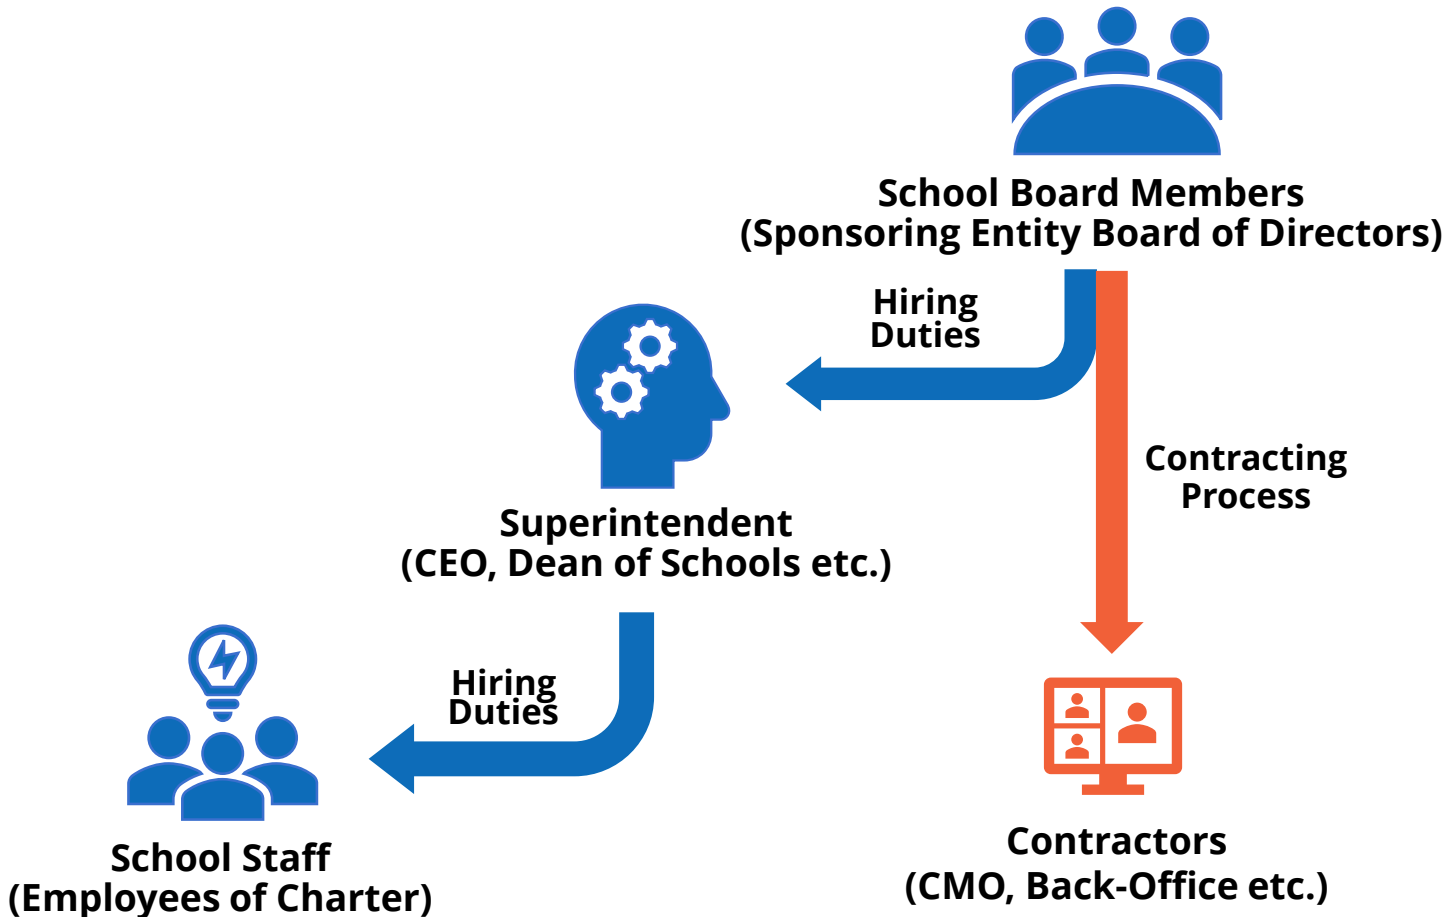 School Board Members
(Sponsoring Entity Board of Directors)
Hiring
Duties
Contracting
Process
Superintendent
(CEO, Dean of Schools etc.)
Hiring
Duties
School Staff
(Employees of Charter)
Contractors
(CMO, Back-Office etc.)